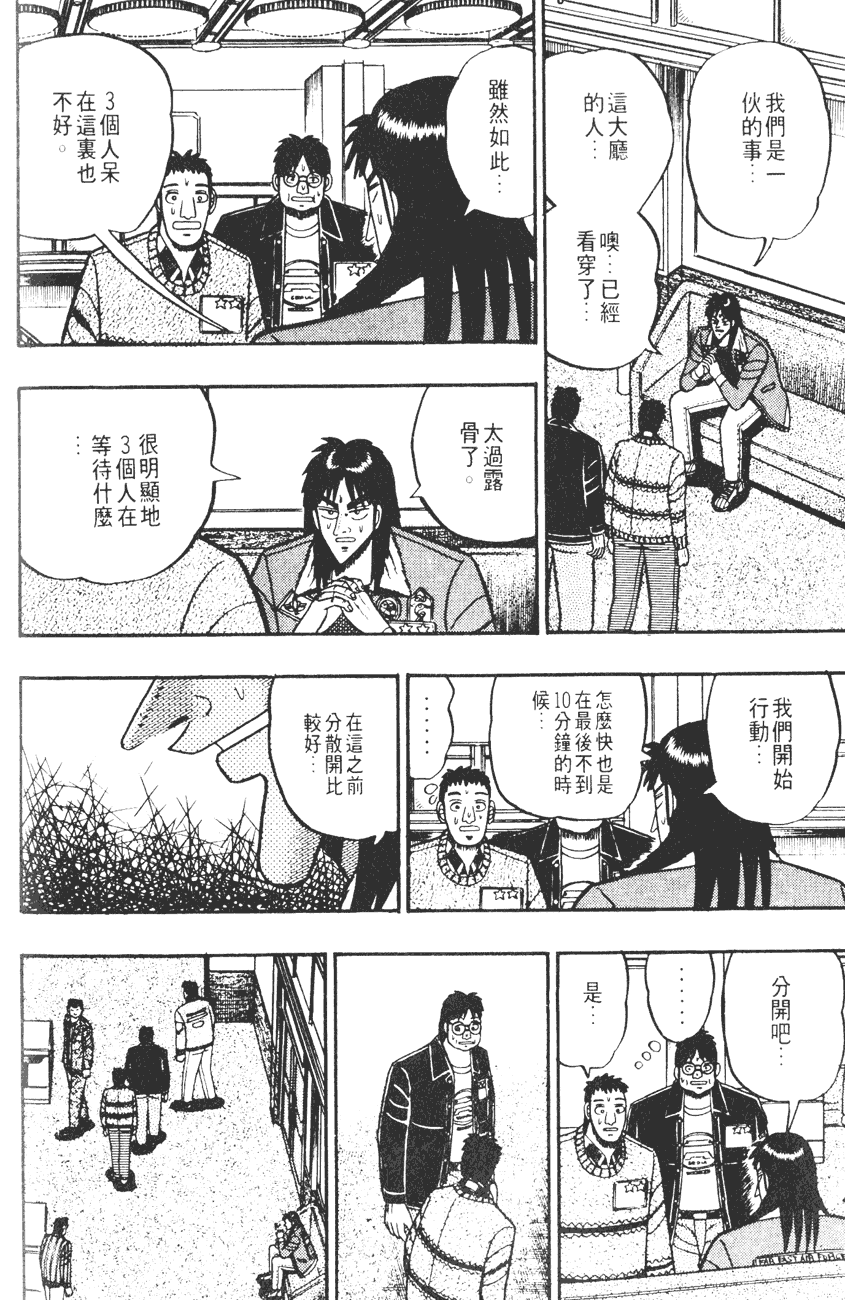 我們是一
伙的事…
這大廳
的人…
噢…已經
看穿了…
雖然如此…
3個人呆
在這裏也
不好。
太過露
骨了。
很明顯地
3個人在
等待什麼
…
我們開始
行動…
怎麼快也是
在最後不到
10分鐘的時
候…
……
在這之前
分散開比
較好…
分開吧…
……
是…